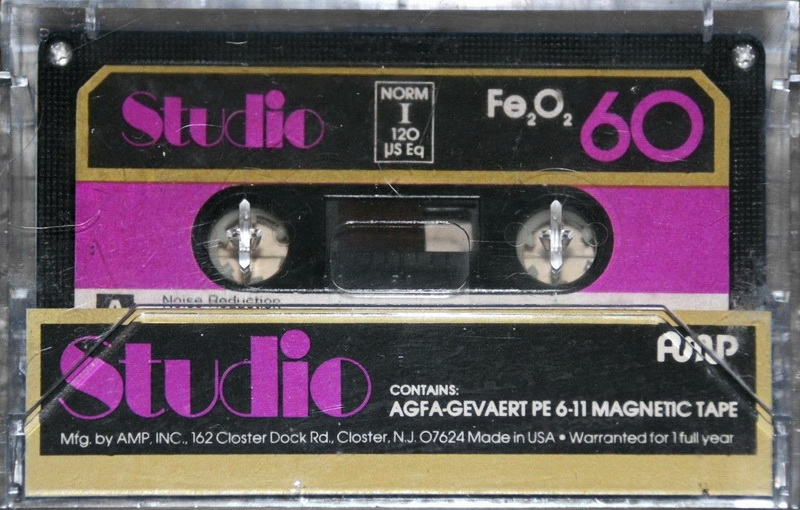 Studio
NORM
I
120
µS Eq
Fe2O2
60
A Noise Reduction
Studio
AMP
CONTAINS:
AGFA-GEVAERT PE 6-11 MAGNETIC TAPE
Mfg. by AMP, INC., 162 Closter Dock Rd., Closter, N.J. 07624 Made in USA • Warranted for 1 full year